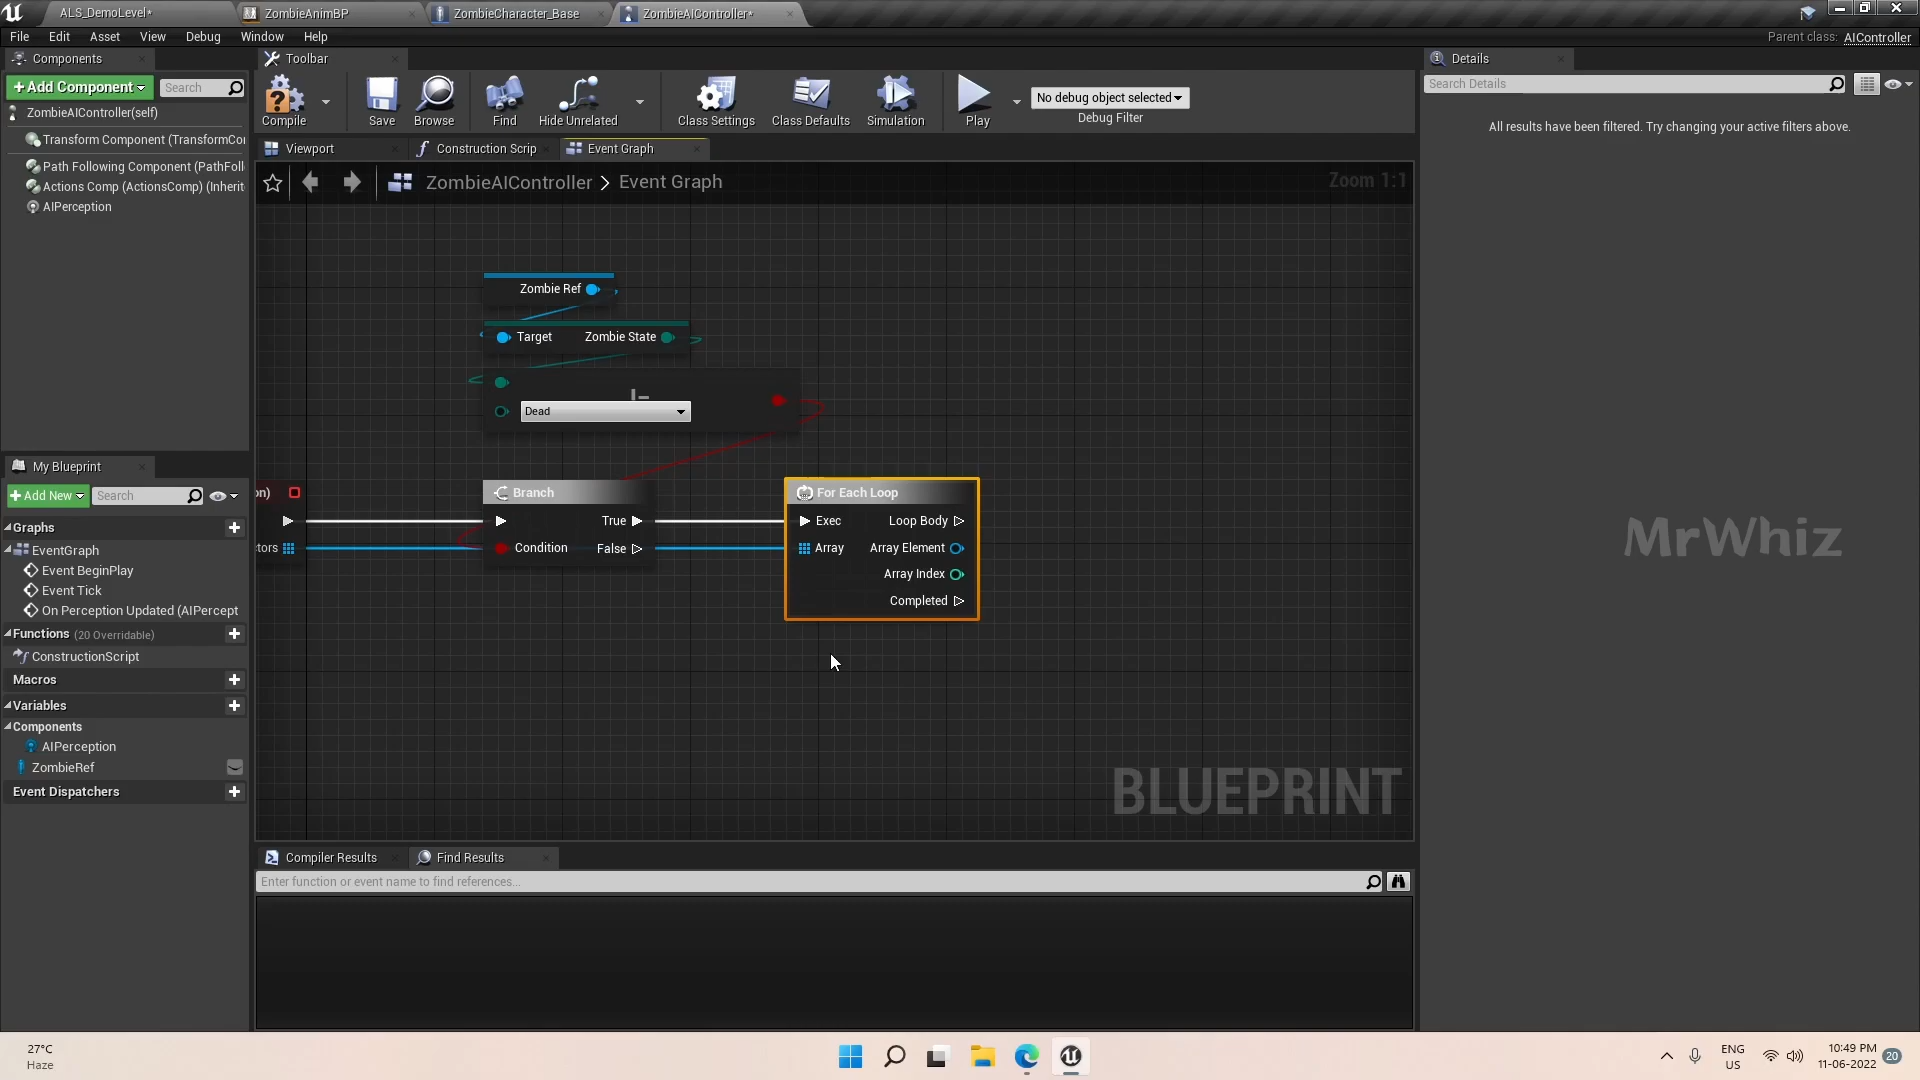 ALS_DemoLevel*
ZombieAnimBP
ZombieCharacter_Base
ZombieAIController*
File
Edit
Asset
View
Debug
Window
Help
Parent class:
AIController
Components
+Add Component
Search
ZombieAIController(self)
Transform Component (TransformCor
Path Following Component (PathFoll
Actions Comp (ActionsComp) (Inherit
AIPerception
Toolbar
Compile
Save
Browse
Find
Hide Unrelated
Class Settings
Class Defaults
Simulation
Play
No debug object selected
Debug Filter
Viewport
Construction Scrip
Event Graph
ZombieAIController > Event Graph
Zoom 1:1
Zombie Ref
Target
Zombie State
!=
Dead
on)
tors
Branch
True
Condition
False
For Each Loop
Exec
Loop Body
Array
Array Element
Array Index
Completed
BLUEPRINT
Details
Search Details
All results have been filtered. Try changing your active filters above.
MrWhiz
My Blueprint
+Add New
Search
Graphs
EventGraph
Event BeginPlay
Event Tick
On Perception Updated (AIPercept
Functions (20 Overridable)
ConstructionScript
Macros
Variables
Components
AIPerception
ZombieRef
Event Dispatchers
Compiler Results
Find Results
Enter function or event name to find references...
27°C
Haze
ENG
US
10:49 PM
11-06-2022
20